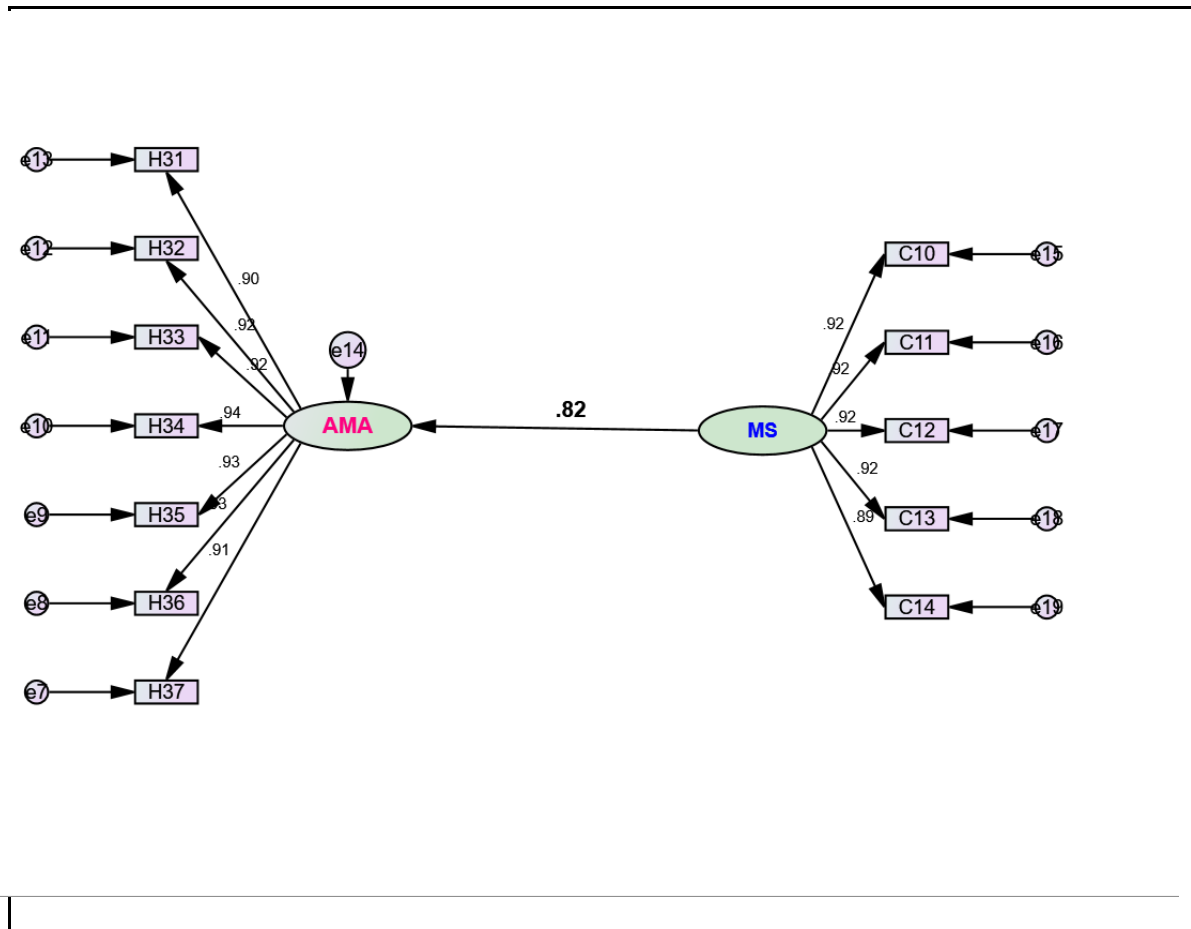 e13
H31
e12
H32
e11
H33
e10
H34
e9
H35
e8
H36
e7
H37
.90
.92
.92
.94
.93
.91
e14
AMA
.82
MS
.92
.92
.92
.89
C10
e15
C11
e16
C12
e17
C13
e18
C14
e19